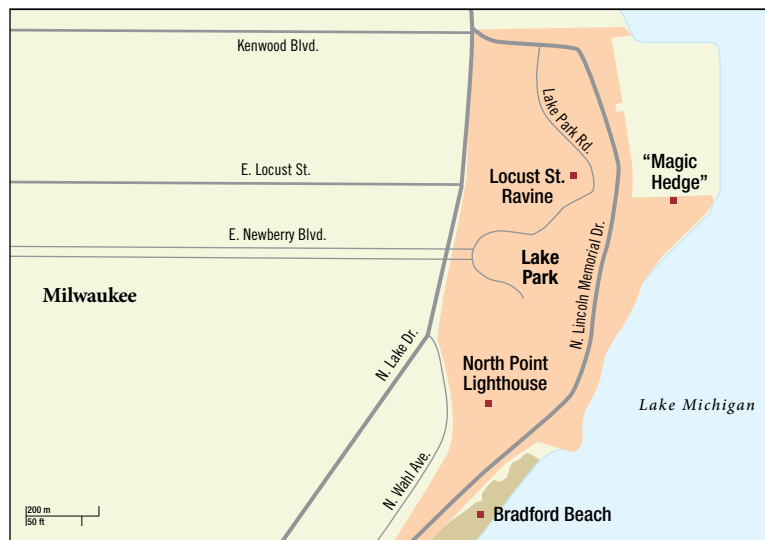 Kenwood Blvd.
Lake Park Rd.
E. Locust St.
Locust St.
Ravine
“Magic
Hedge”
E. Newberry Blvd.
Lake
Park
N. Lincoln Memorial Dr.
Milwaukee
N. Lake Dr.
North Point
Lighthouse
Lake Michigan
N. Wahl Ave.
200 m
50 ft
Bradford Beach